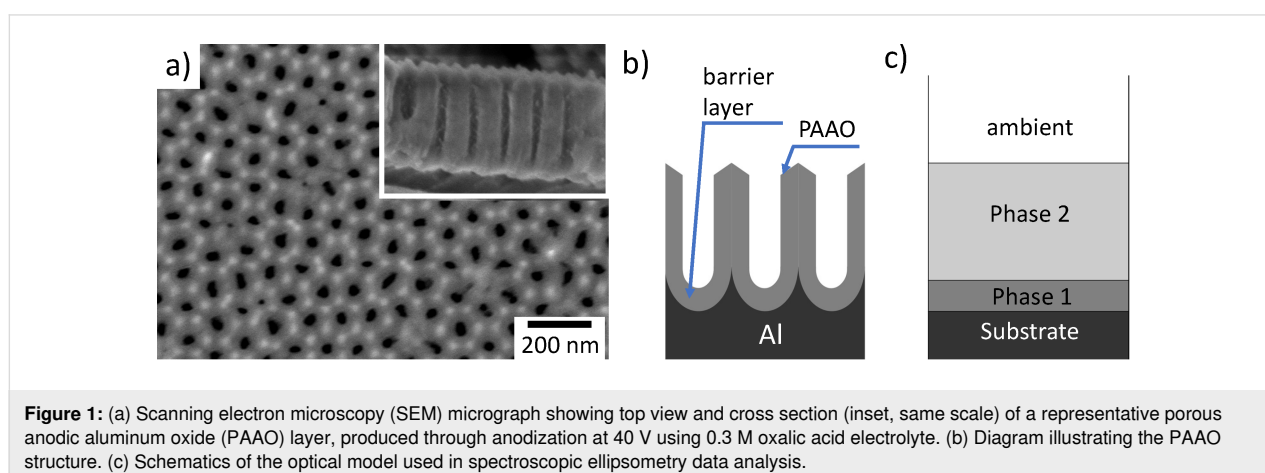 a)
200 nm
b)
barrier
layer
PAAO
Al
c)
ambient
Phase 2
Phase 1
Substrate
Figure 1: (a) Scanning electron microscopy (SEM) micrograph showing top view and cross section (inset, same scale) of a representative porous
anodic aluminum oxide (PAAO) layer, produced through anodization at 40 V using 0.3 M oxalic acid electrolyte. (b) Diagram illustrating the PAAO
structure. (c) Schematics of the optical model used in spectroscopic ellipsometry data analysis.